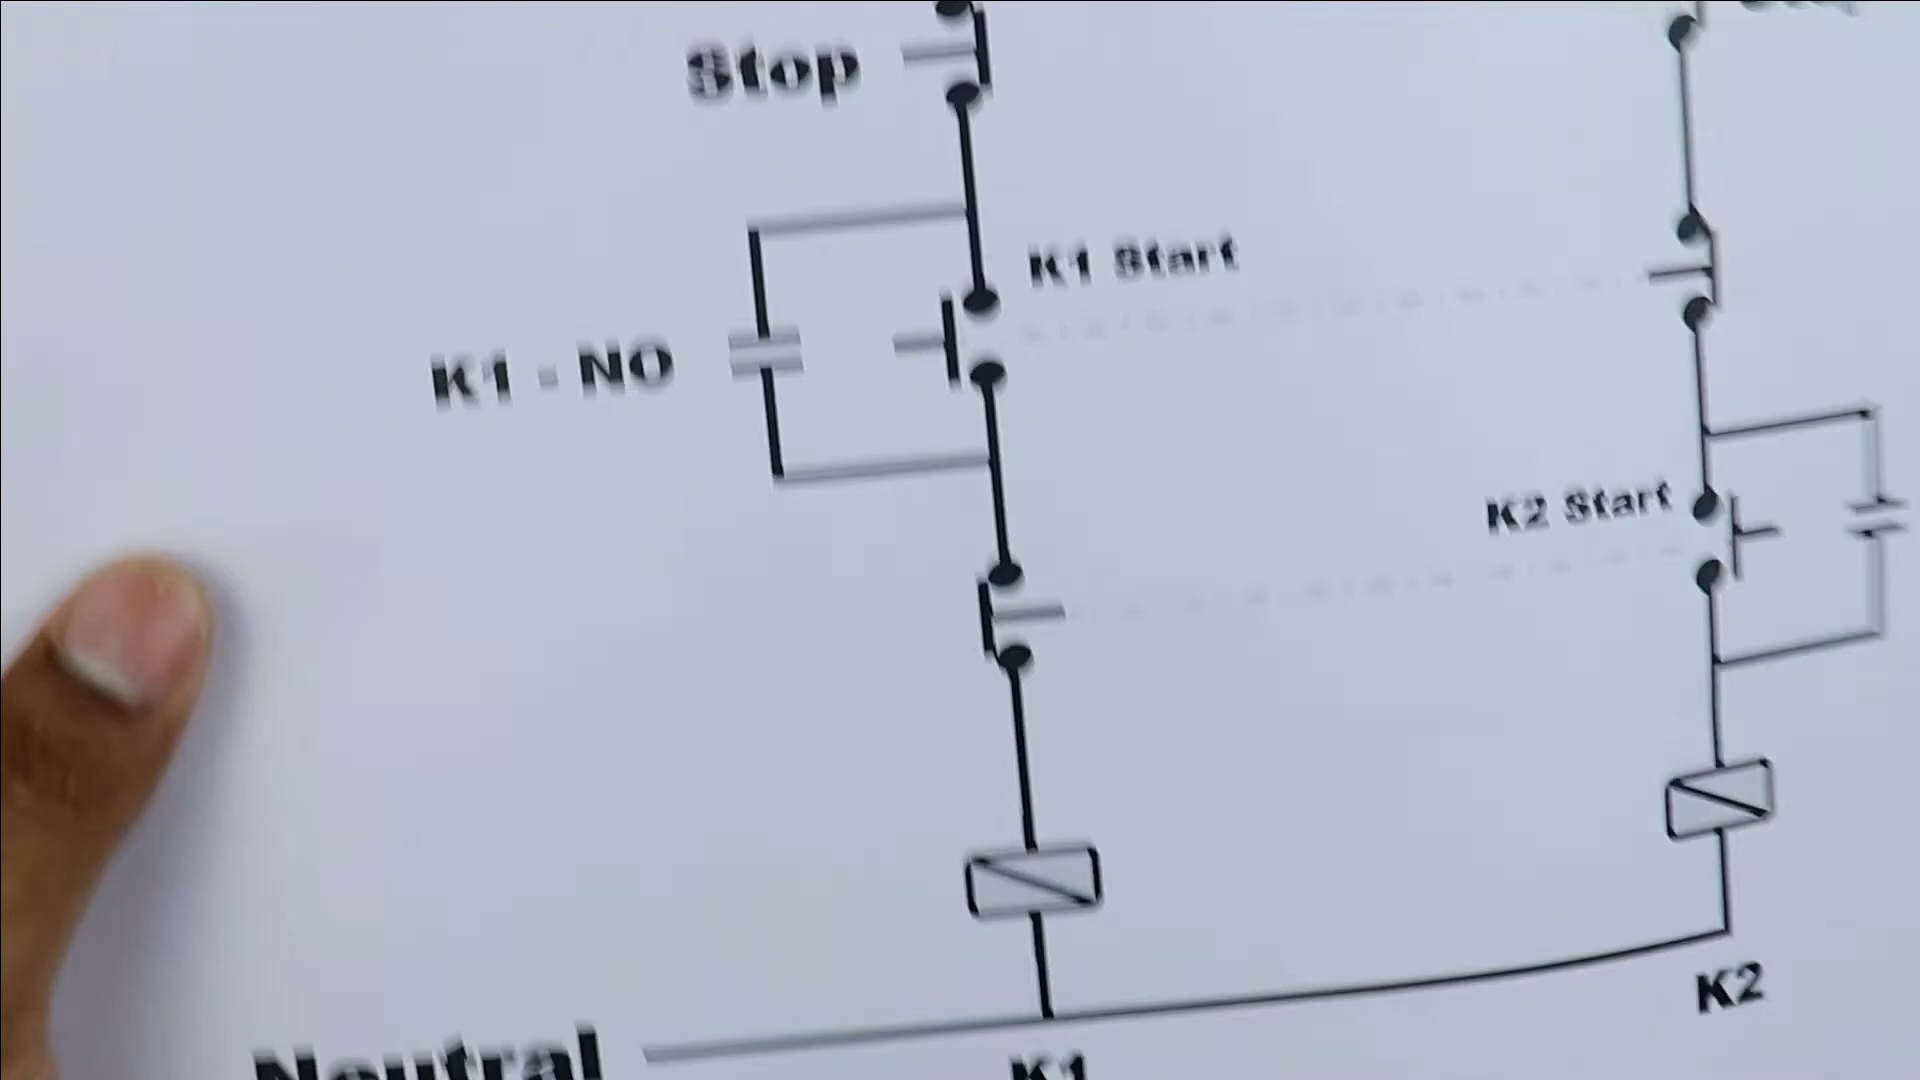 Stop
K1 Start
K1 - NO
K2 Start
K2
Neutral
K1